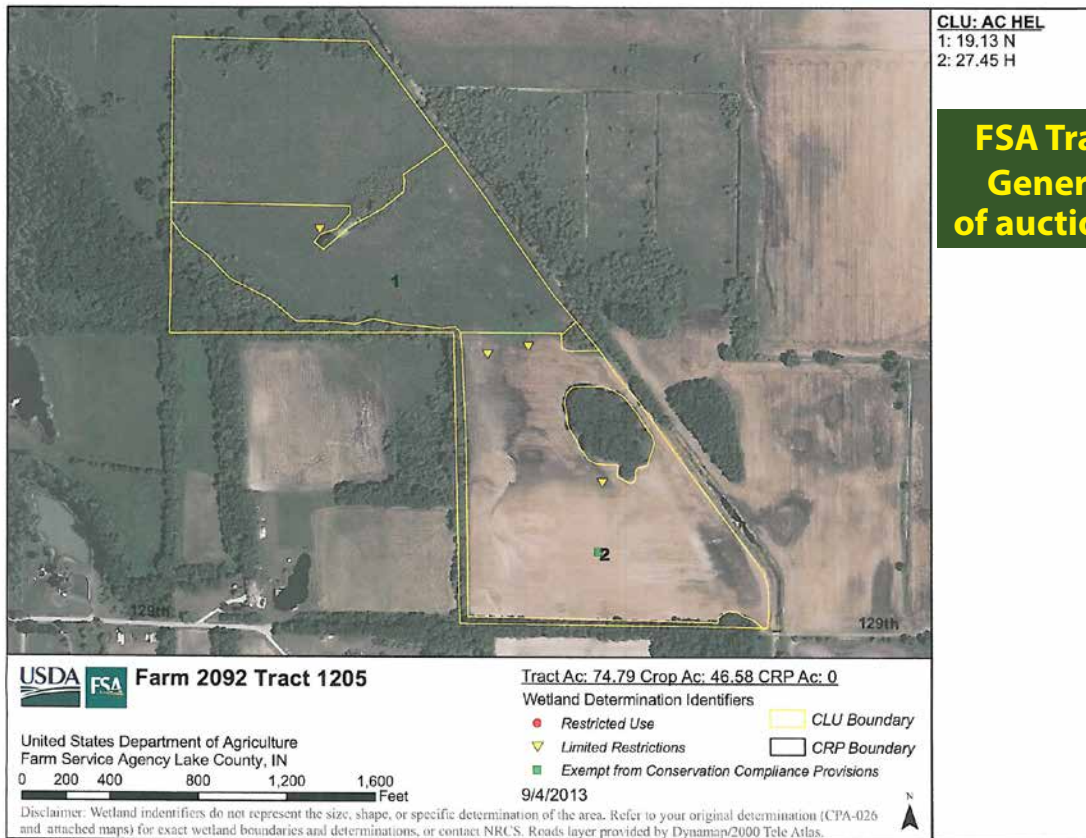 CLU: AC HEL
1: 19.13 N
2: 27.45 H
FSA Tra
Gener
of auctio
1
2
129th
129th
USDA
FSA
Farm 2092 Tract 1205
United States Department of Agriculture
Farm Service Agency Lake County, IN
0 200 400 800 1,200 1,600
Feet
Tract Ac: 74.79 Crop Ac: 46.58 CRP Ac: 0
Wetland Determination Identifiers
Restricted Use
Limited Restrictions
Exempt from Conservation Compliance Provisions
CLU Boundary
CRP Boundary
9/4/2013
N
Disclaimer: Wetland indentifiers do not represent the size, shape, or specific determination of the area. Refer to your original determination (CPA-026
and attached maps) for exact wetland boundaries and determinations, or contact NRCS. Roads layer provided by Dynamap/2000 Tele Atlas.